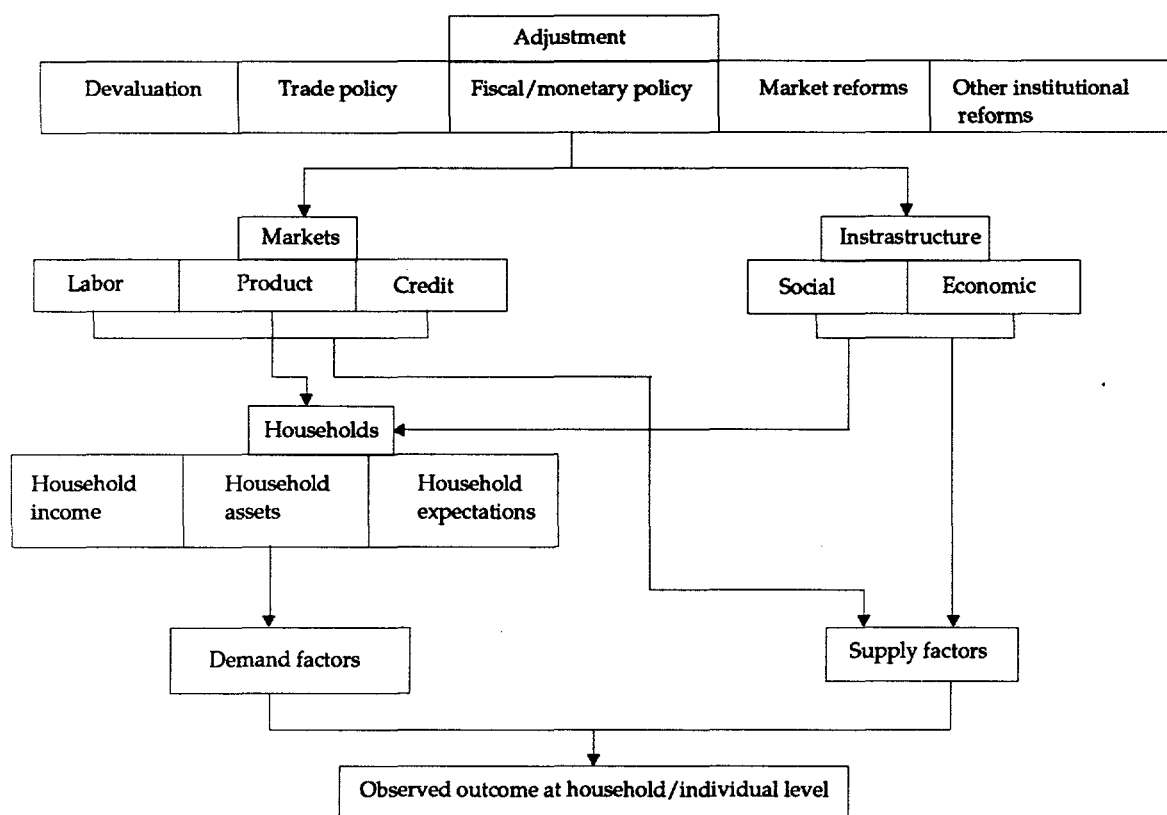 Adjustment
Devaluation
Trade policy
Fiscal/monetary policy
Market reforms
Other institutional
reforms
Markets
Labor
Product
Credit
Instrastructure
Social
Economic
Households
Household
income
Household
assets
Household
expectations
Demand factors
Supply factors
Observed outcome at household/individual level